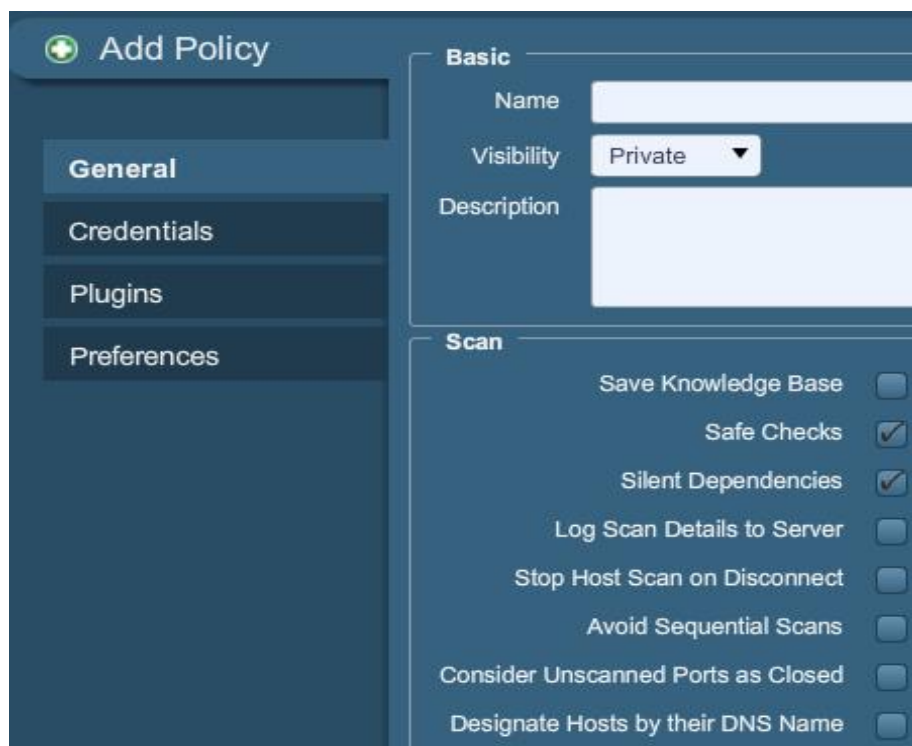 Add Policy
General
Credentials
Plugins
Preferences
Basic
Name
Visibility
Private
Description
Scan
Save Knowledge Base
Safe Checks
Silent Dependencies
Log Scan Details to Server
Stop Host Scan on Disconnect
Avoid Sequential Scans
Consider Unscanned Ports as Closed
Designate Hosts by their DNS Name